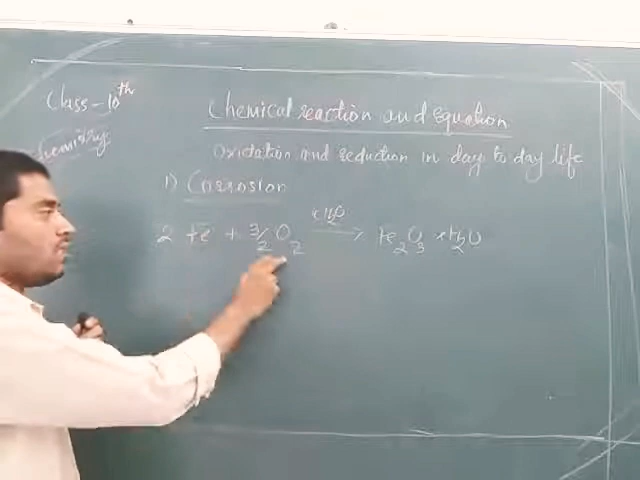 Class - 10th
Chemistry
Chemical reaction and equation
Oxidation and reduction in day to day life
1) Corrosion
2 Fe + 3/2 O2 xH2O → Fe2O3 xH2O